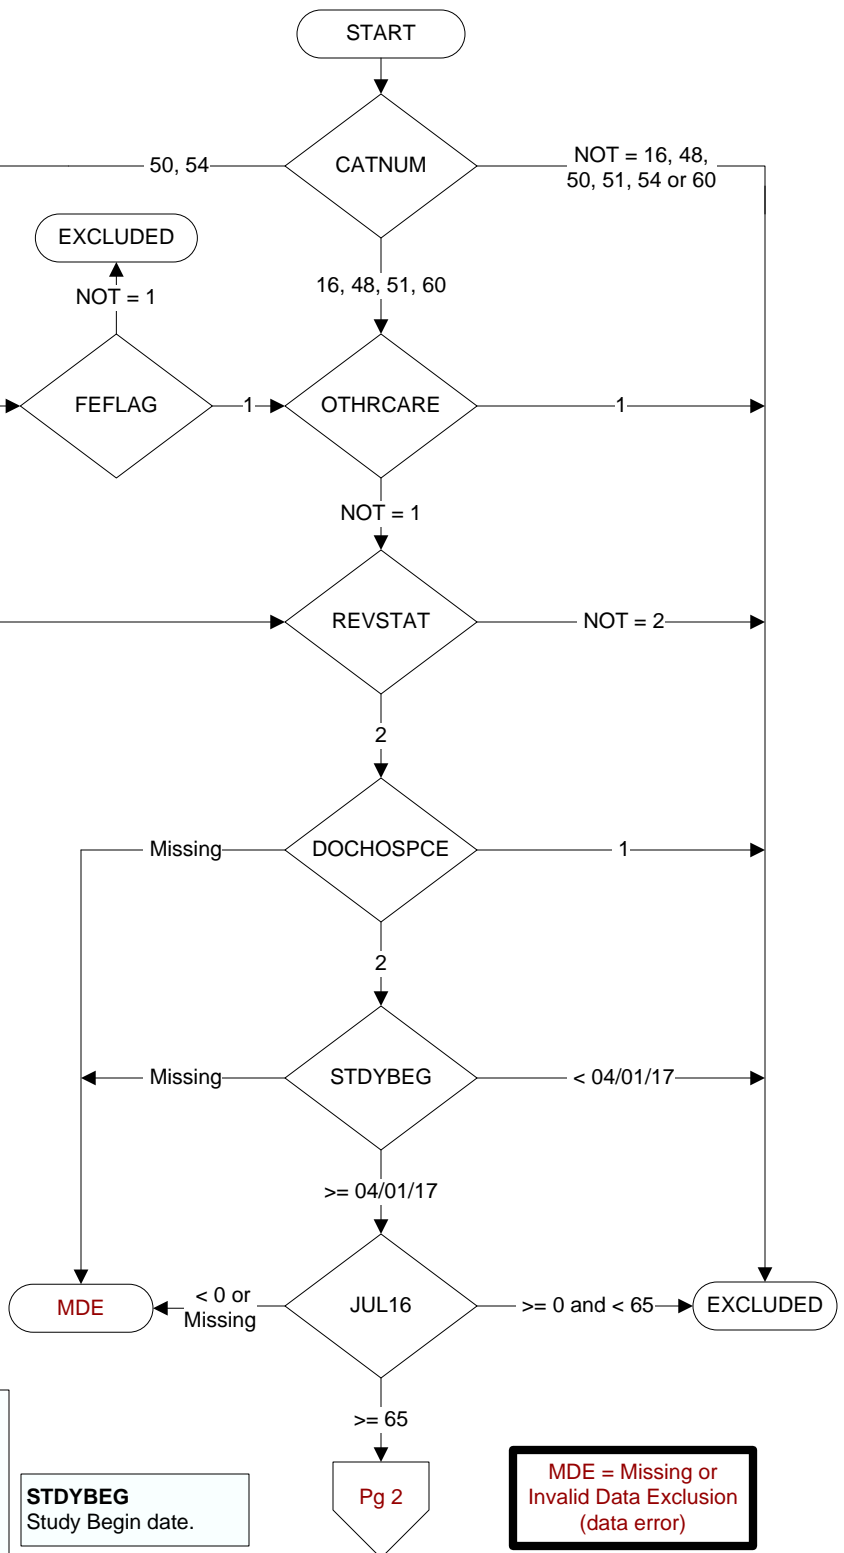 START
CATNUM
50, 54
NOT = 16, 48,
50, 51, 54 or 60
EXCLUDED
NOT = 1
16, 48, 51, 60
FEFLAG
1
OTHRCARE
1
NOT = 1
REVSTAT
NOT = 2
2
Missing
DOCHOSPCE
1
2
Missing
STDYBEG
< 04/01/17
>= 04/01/17
MDE
< 0 or
Missing
JUL16
>= 0 and < 65
EXCLUDED
>= 65
Pg 2
STDYBEG
Study Begin date.
MDE = Missing or
Invalid Data Exclusion
(data error)